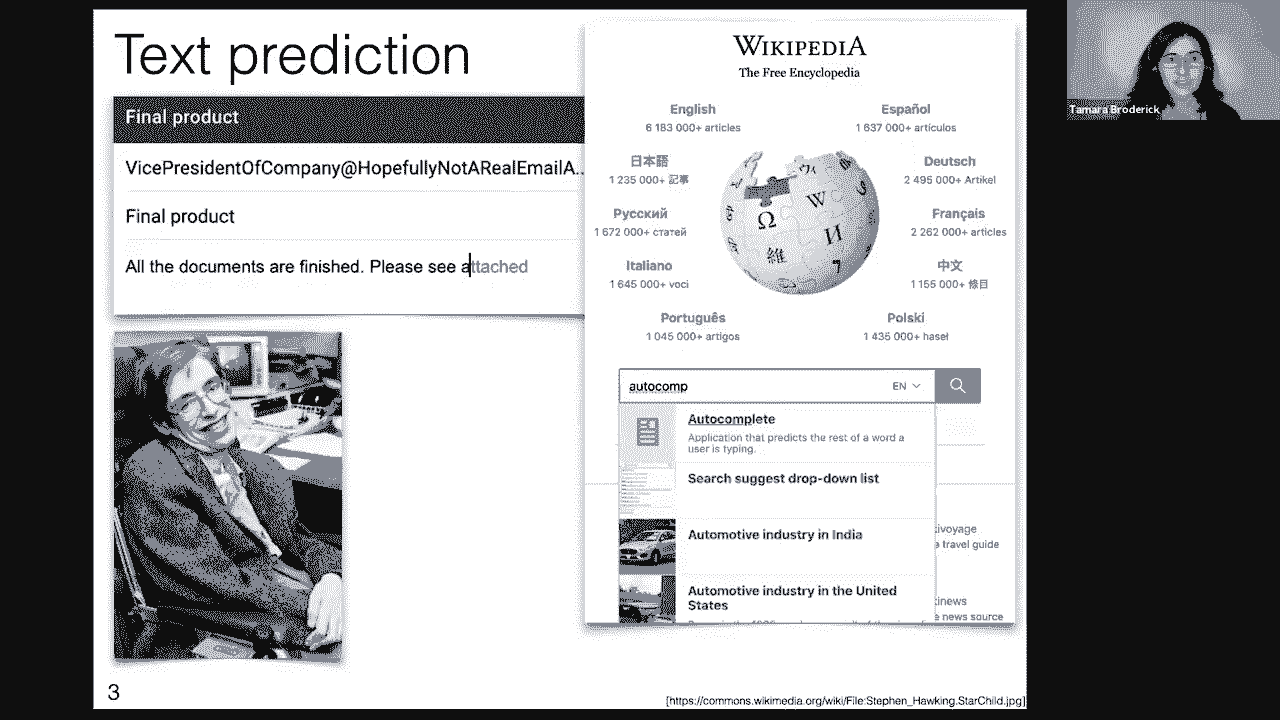 Text prediction
Final product
VicePresidentOfCompany@HopefullyNotARealEmailA...
Final product
All the documents are finished. Please see attached
WIKIPEDIA
The Free Encyclopedia
English
6 183 000+ articles
Español
1 637 000+ artículos
日本語
1 235 000+ 記事
Deutsch
2 495 000+ Artikel
Русский
1 672 000+ статей
Français
2 262 000+ articles
Italiano
1 645 000+ voci
中文
1 155 000+ 條目
Português
1 045 000+ artigos
Polski
1 435 000+ haseł
autocomp
EN
Autocomplete
Application that predicts the rest of a word a
user is typing.
Search suggest drop-down list
Automotive industry in India
Automotive industry in the United
States
ivoyage
travel guide
inews
news source
3
[https://commons.wikimedia.org/wiki/File:Stephen_Hawking.StarChild.jpg]
Tamara Broderick